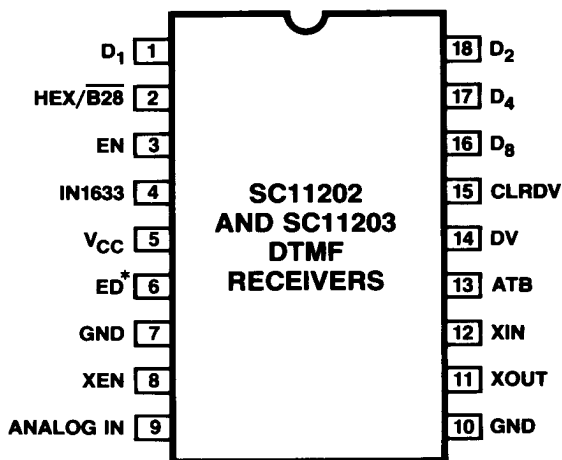 D1 1
HEX/B28 2
EN 3
IN1633 4
VCC 5
ED* 6
GND 7
XEN 8
ANALOG IN 9
SC11202
AND SC11203
DTMF
RECEIVERS
18 D2
17 D4
16 D8
15 CLRDV
14 DV
13 ATB
12 XIN
11 XOUT
10 GND